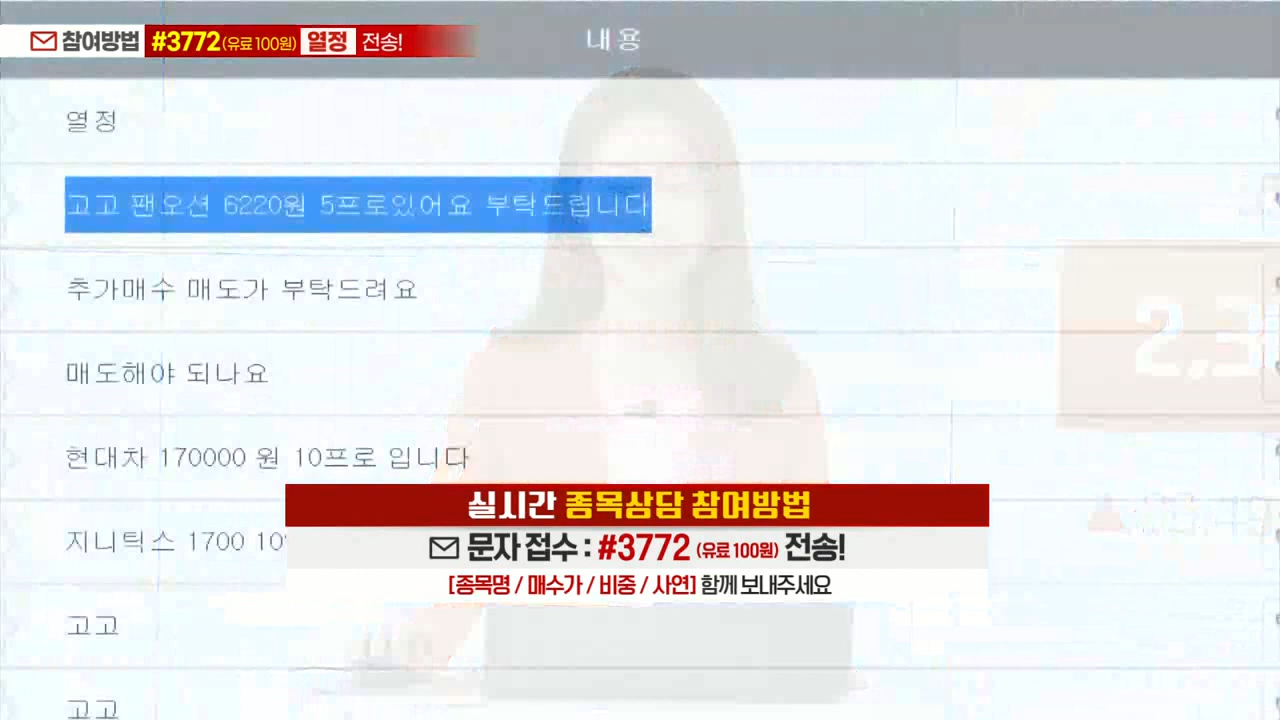 참여방법 #3772(유료 100원) 열정 전송!
내용
열정
고고 팬오션 6220원 5프로있어요 부탁드립니다
추가매수 매도가 부탁드려요
매도해야 되나요
현대차 170000 원 10프로 입니다
지니틱스 1700 10
실시간 종목상담 참여방법
문자 접수 : #3772 (유료 100원) 전송!
[종목명 / 매수가 / 비중 / 사연] 함께 보내주세요
고고
고고
2,3